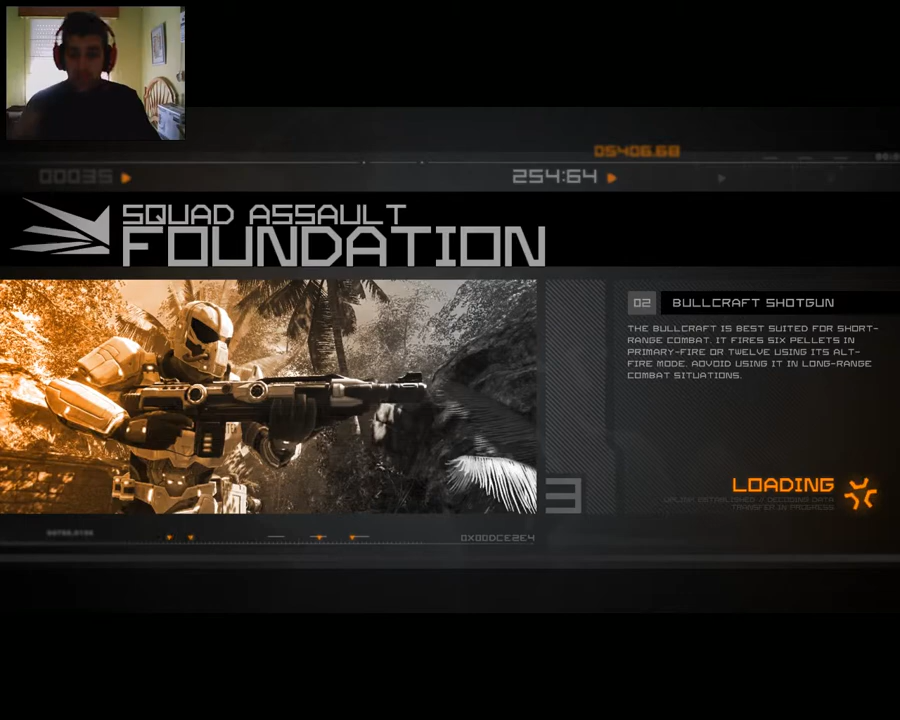 05406.68
00035
254:64
SQUAD ASSAULT
FOUNDATION
02 BULLCRAFT SHOTGUN
THE BULLCRAFT IS BEST SUITED FOR SHORT-
RANGE COMBAT. IT FIRES SIX PELLETS IN
PRIMARY-FIRE OR TWELVE USING ITS ALT-
FIRE MODE. AOVOID USING IT IN LONG-RANGE
COMBAT SITUATIONS.
3
LOADING
TRANSFER IN PROGRESS
0X00DCE2E4